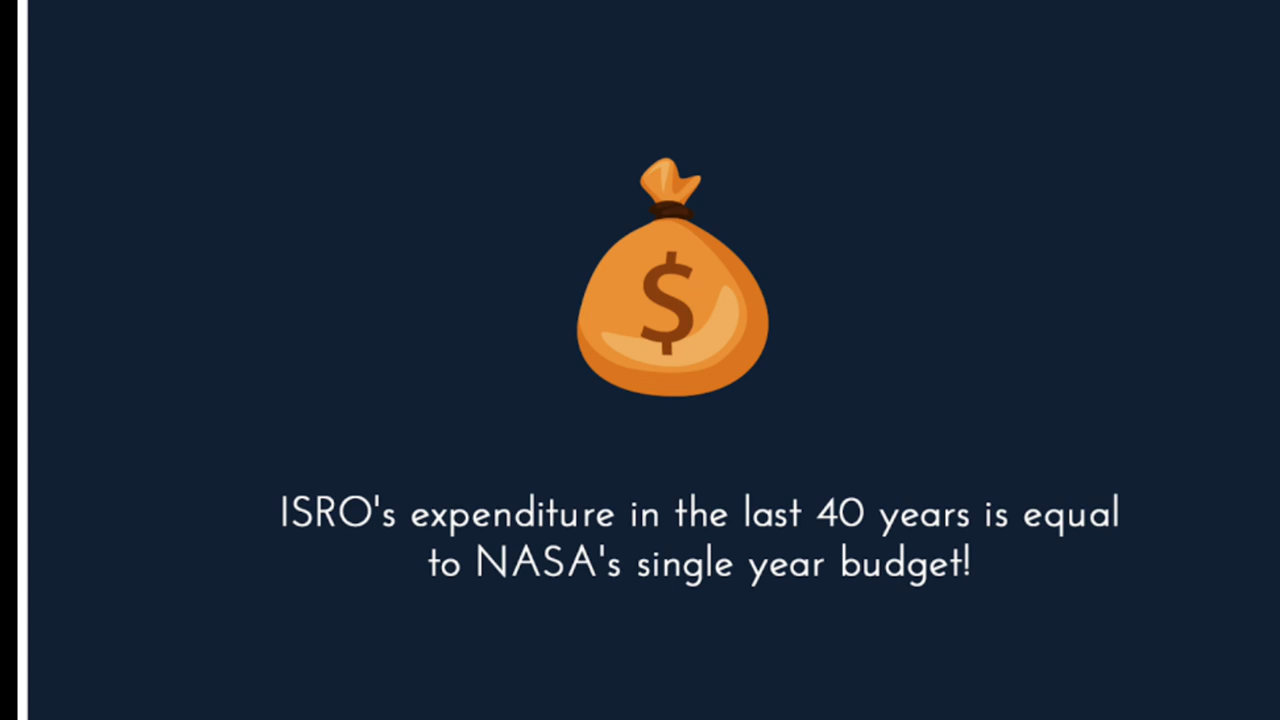 $
ISRO's expenditure in the last 40 years is equal
to NASA's single year budget!